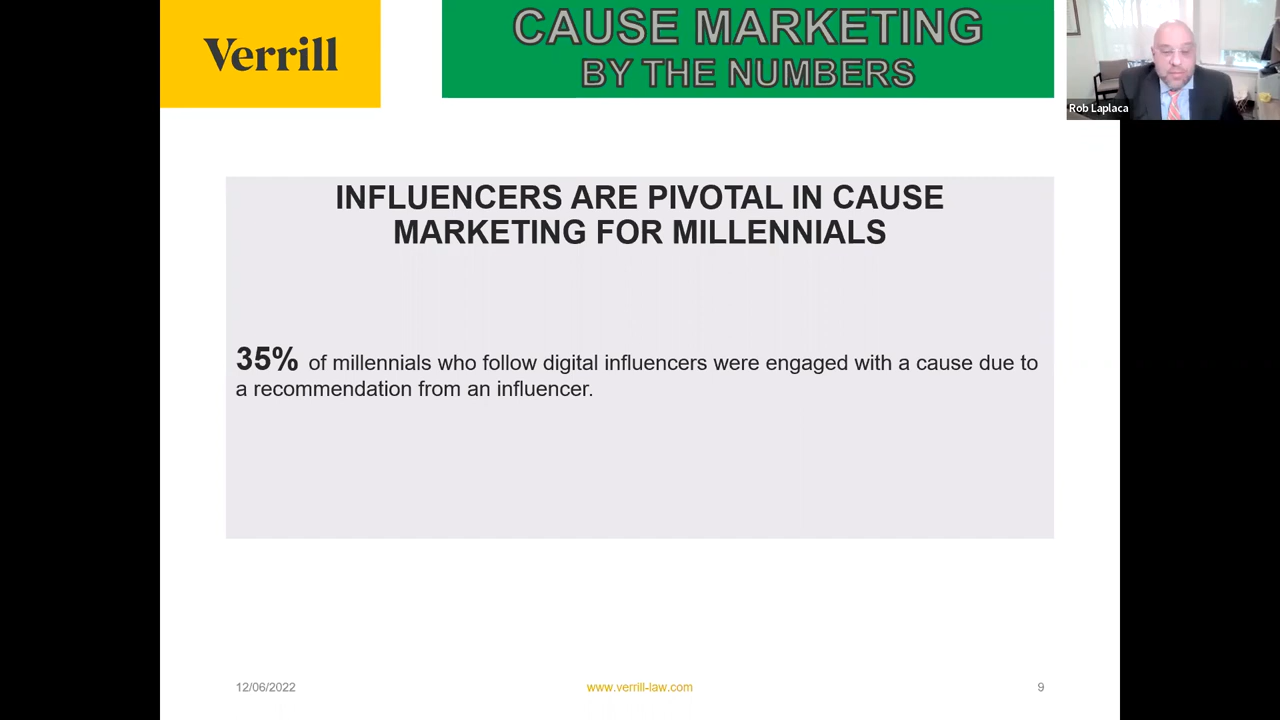 Verrill
CAUSE MARKETING
BY THE NUMBERS
Rob Laplaca
INFLUENCERS ARE PIVOTAL IN CAUSE
MARKETING FOR MILLENNIALS
35% of millennials who follow digital influencers were engaged with a cause due to
a recommendation from an influencer.
12/06/2022
www.verrill-law.com
9